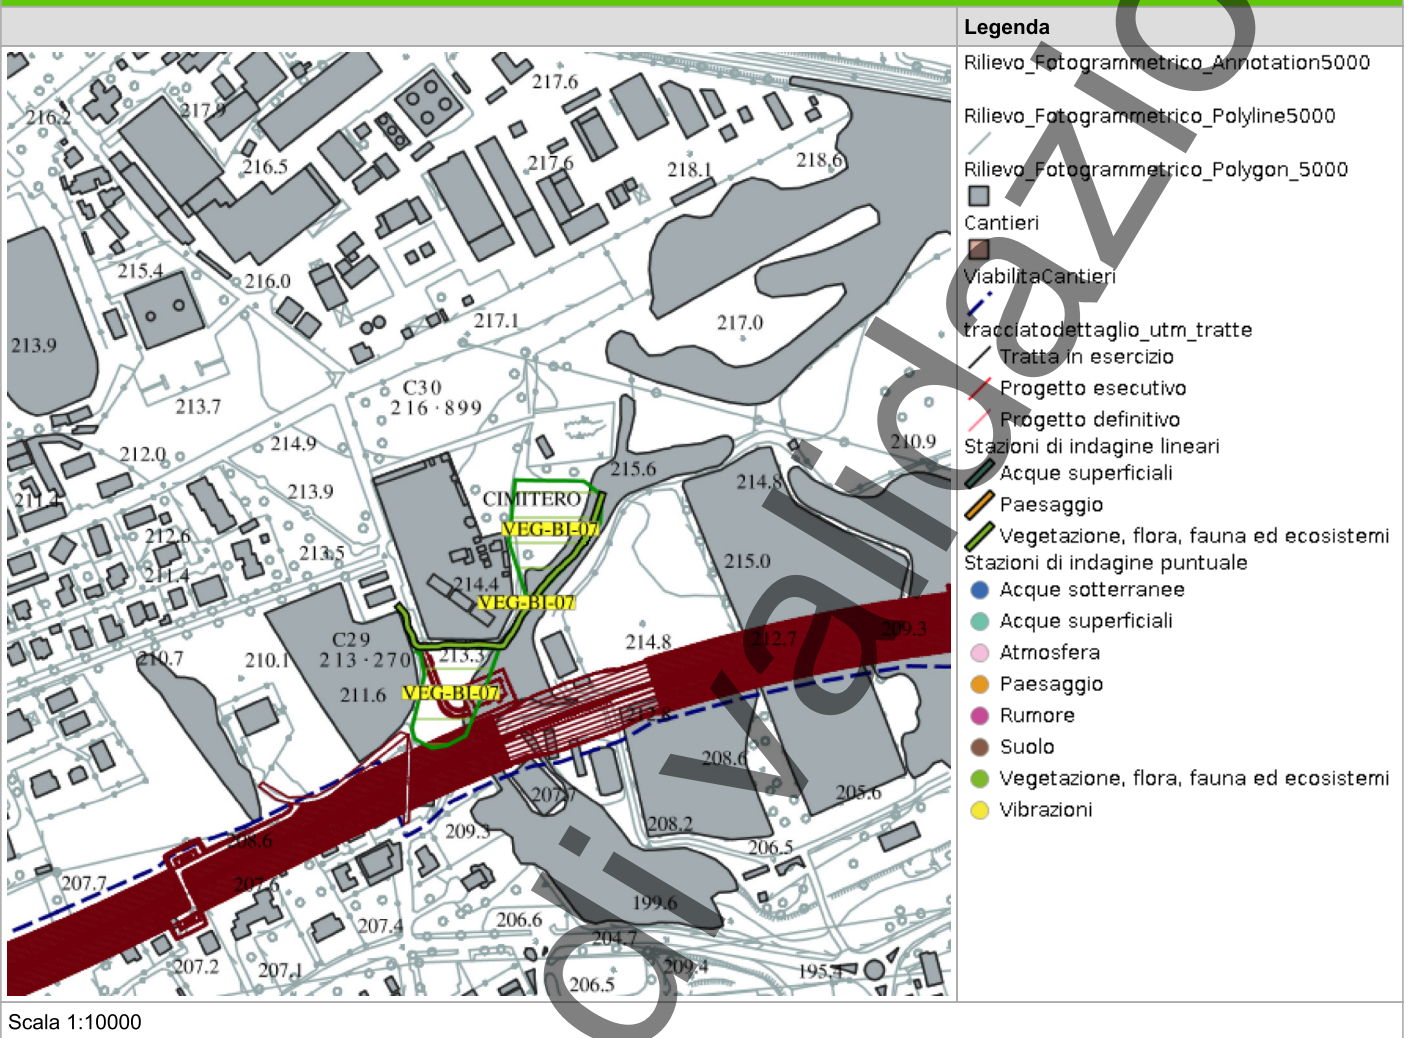 Legenda
Rilievo_Fotogrammetrico_Annotation5000
Rilievo_Fotogrammetrico_Polyline5000
Rilievo_Fotogrammetrico_Polygon_5000
Cantieri
ViabilitaCantieri
tracciatodettaglio_utm_tratte
Tratta in esercizio
Progetto esecutivo
Progetto definitivo
Stazioni di indagine lineari
Acque superficiali
Paesaggio
Vegetazione, flora, fauna ed ecosistemi
Stazioni di indagine puntuale
Acque sotterranee
Acque superficiali
Atmosfera
Paesaggio
Rumore
Suolo
Vegetazione, flora, fauna ed ecosistemi
Vibrazioni
217.6
217.9
216.2
216.5
217.6
218.1
218.6
215.4
216.0
217.1
217.0
213.9
C30
216·899
213.7
214.9
212.0
210.9
215.6
214.8
213.9
CIMITERO
VEG-BI-07
212.6
213.5
215.0
211.4
214.4
VEG-BI-07
C29
213·270
213.3
214.8
212.7
209.3
210.7
210.1
211.6
VEG-BI-07
212.8
208.6
207.7
205.6
208.2
209.3
208.6
206.5
207.7
207.6
199.6
206.6
207.4
204.7
207.2
207.1
209.4
195.4
206.5
di validazio
Scala 1:10000